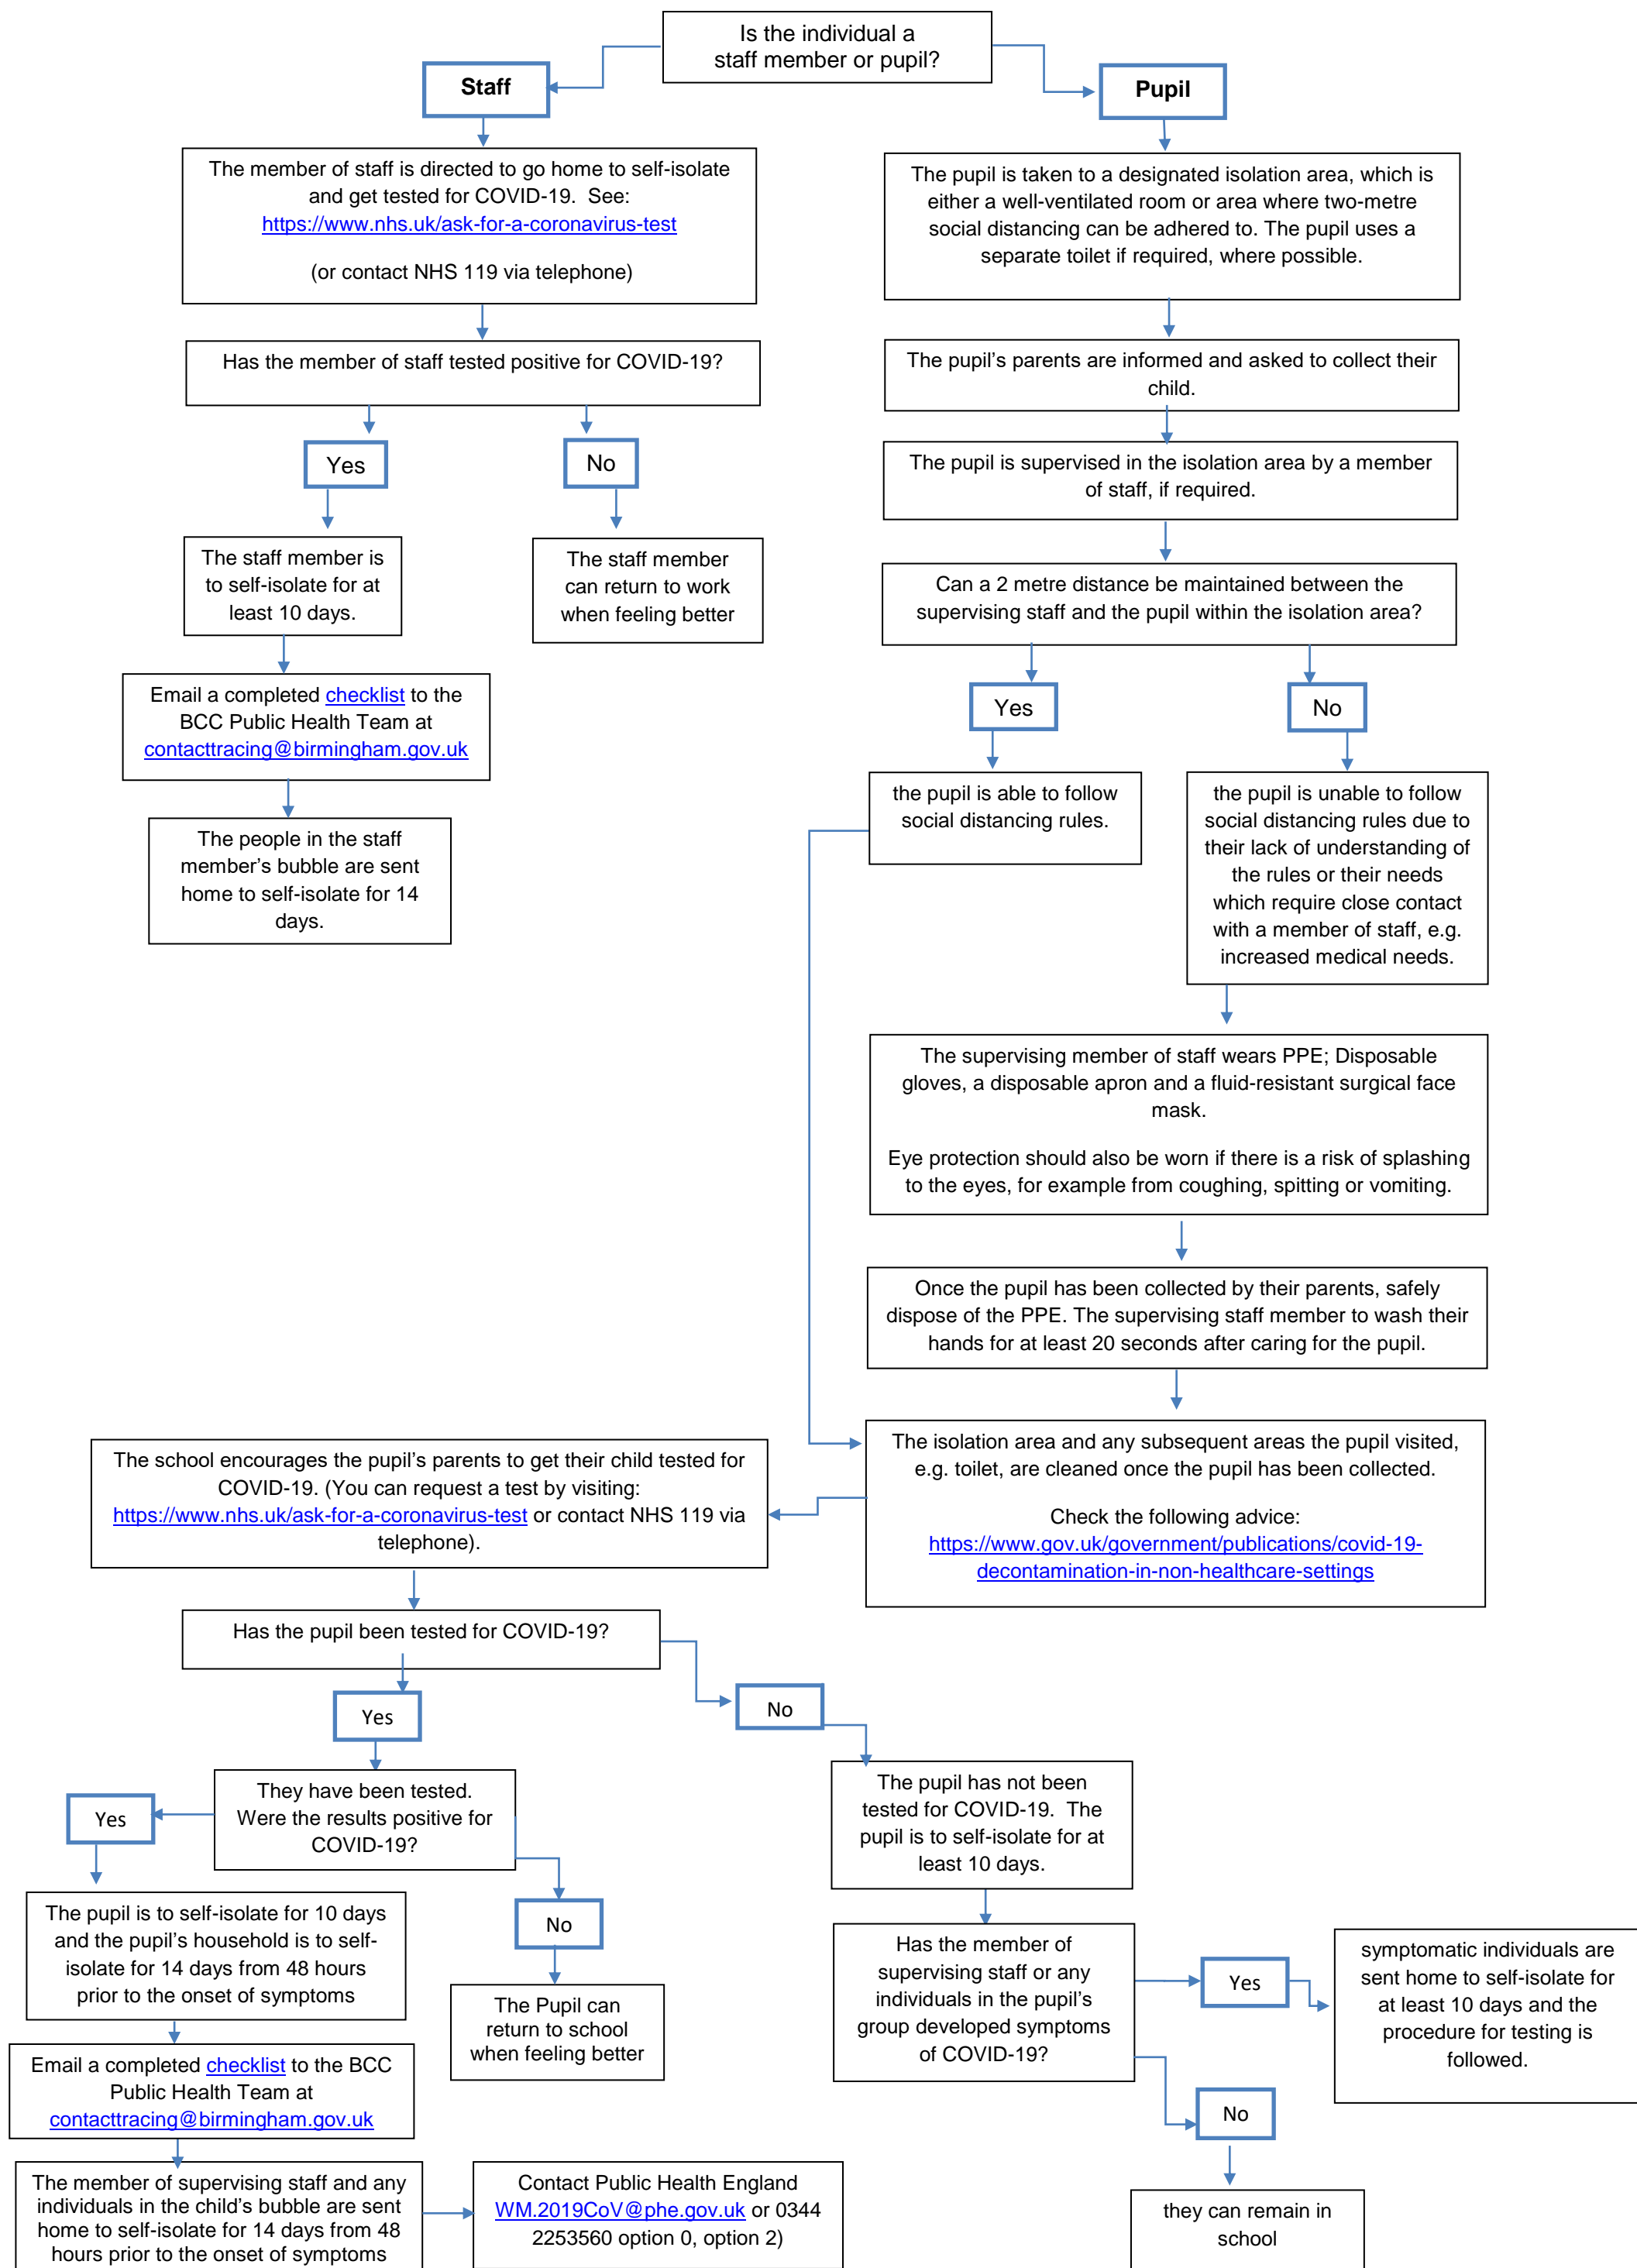 Is the individual a
staff member or pupil?
Staff
Pupil
The member of staff is directed to go home to self-isolate
and get tested for COVID-19.  See:
https://www.nhs.uk/ask-for-a-coronavirus-test
(or contact NHS 119 via telephone)
Has the member of staff tested positive for COVID-19?
Yes
No
The staff member is
to self-isolate for at
least 10 days.
The staff member
can return to work
when feeling better
Email a completed checklist to the
BCC Public Health Team at
contacttracing@birmingham.gov.uk
The people in the staff
member’s bubble are sent
home to self-isolate for 14
days.
The pupil is taken to a designated isolation area, which is
either a well-ventilated room or area where two-metre
social distancing can be adhered to. The pupil uses a
separate toilet if required, where possible.
The pupil’s parents are informed and asked to collect their
child.
The pupil is supervised in the isolation area by a member
of staff, if required.
Can a 2 metre distance be maintained between the
supervising staff and the pupil within the isolation area?
Yes
No
the pupil is able to follow
social distancing rules.
the pupil is unable to follow
social distancing rules due to
their lack of understanding of
the rules or their needs
which require close contact
with a member of staff, e.g.
increased medical needs.
The supervising member of staff wears PPE; Disposable
gloves, a disposable apron and a fluid-resistant surgical face
mask.
Eye protection should also be worn if there is a risk of splashing
to the eyes, for example from coughing, spitting or vomiting.
Once the pupil has been collected by their parents, safely
dispose of the PPE. The supervising staff member to wash their
hands for at least 20 seconds after caring for the pupil.
The isolation area and any subsequent areas the pupil visited,
e.g. toilet, are cleaned once the pupil has been collected.
Check the following advice:
https://www.gov.uk/government/publications/covid-19-
decontamination-in-non-healthcare-settings
The school encourages the pupil’s parents to get their child tested for
COVID-19. (You can request a test by visiting:
https://www.nhs.uk/ask-for-a-coronavirus-test or contact NHS 119 via
telephone).
Has the pupil been tested for COVID-19?
Yes
No
They have been tested.
Were the results positive for
COVID-19?
Yes
No
The pupil is to self-isolate for 10 days
and the pupil’s household is to self-
isolate for 14 days from 48 hours
prior to the onset of symptoms
The Pupil can
return to school
when feeling better
Email a completed checklist to the BCC
Public Health Team at
contacttracing@birmingham.gov.uk
The member of supervising staff and any
individuals in the child’s bubble are sent
home to self-isolate for 14 days from 48
hours prior to the onset of symptoms
Contact Public Health England
WM.2019CoV@phe.gov.uk or 0344
2253560 option 0, option 2)
The pupil has not been
tested for COVID-19.  The
pupil is to self-isolate for at
least 10 days.
Has the member of
supervising staff or any
individuals in the pupil’s
group developed symptoms
of COVID-19?
Yes
No
symptomatic individuals are
sent home to self-isolate for
at least 10 days and the
procedure for testing is
followed.
they can remain in
school